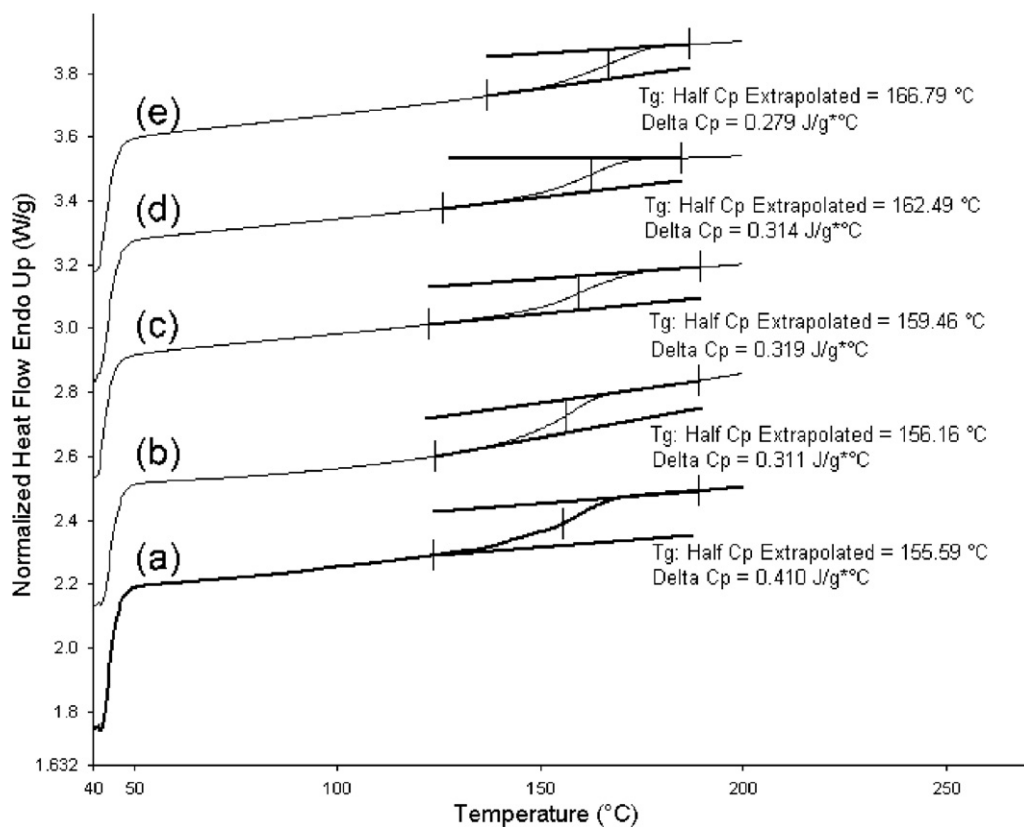 Normalized Heat Flow Endo Up (W/g)
3.8
3.6
3.4
3.2
3.0
2.8
2.6
2.4
2.2
2.0
1.8
1.632
(e)
Tg: Half Cp Extrapolated = 166.79 °C
Delta Cp = 0.279 J/g*°C
(d)
Tg: Half Cp Extrapolated = 162.49 °C
Delta Cp = 0.314 J/g*°C
(c)
Tg: Half Cp Extrapolated = 159.46 °C
Delta Cp = 0.319 J/g*°C
(b)
Tg: Half Cp Extrapolated = 156.16 °C
Delta Cp = 0.311 J/g*°C
(a)
Tg: Half Cp Extrapolated = 155.59 °C
Delta Cp = 0.410 J/g*°C
40 50 100 150 200 250
Temperature (°C)